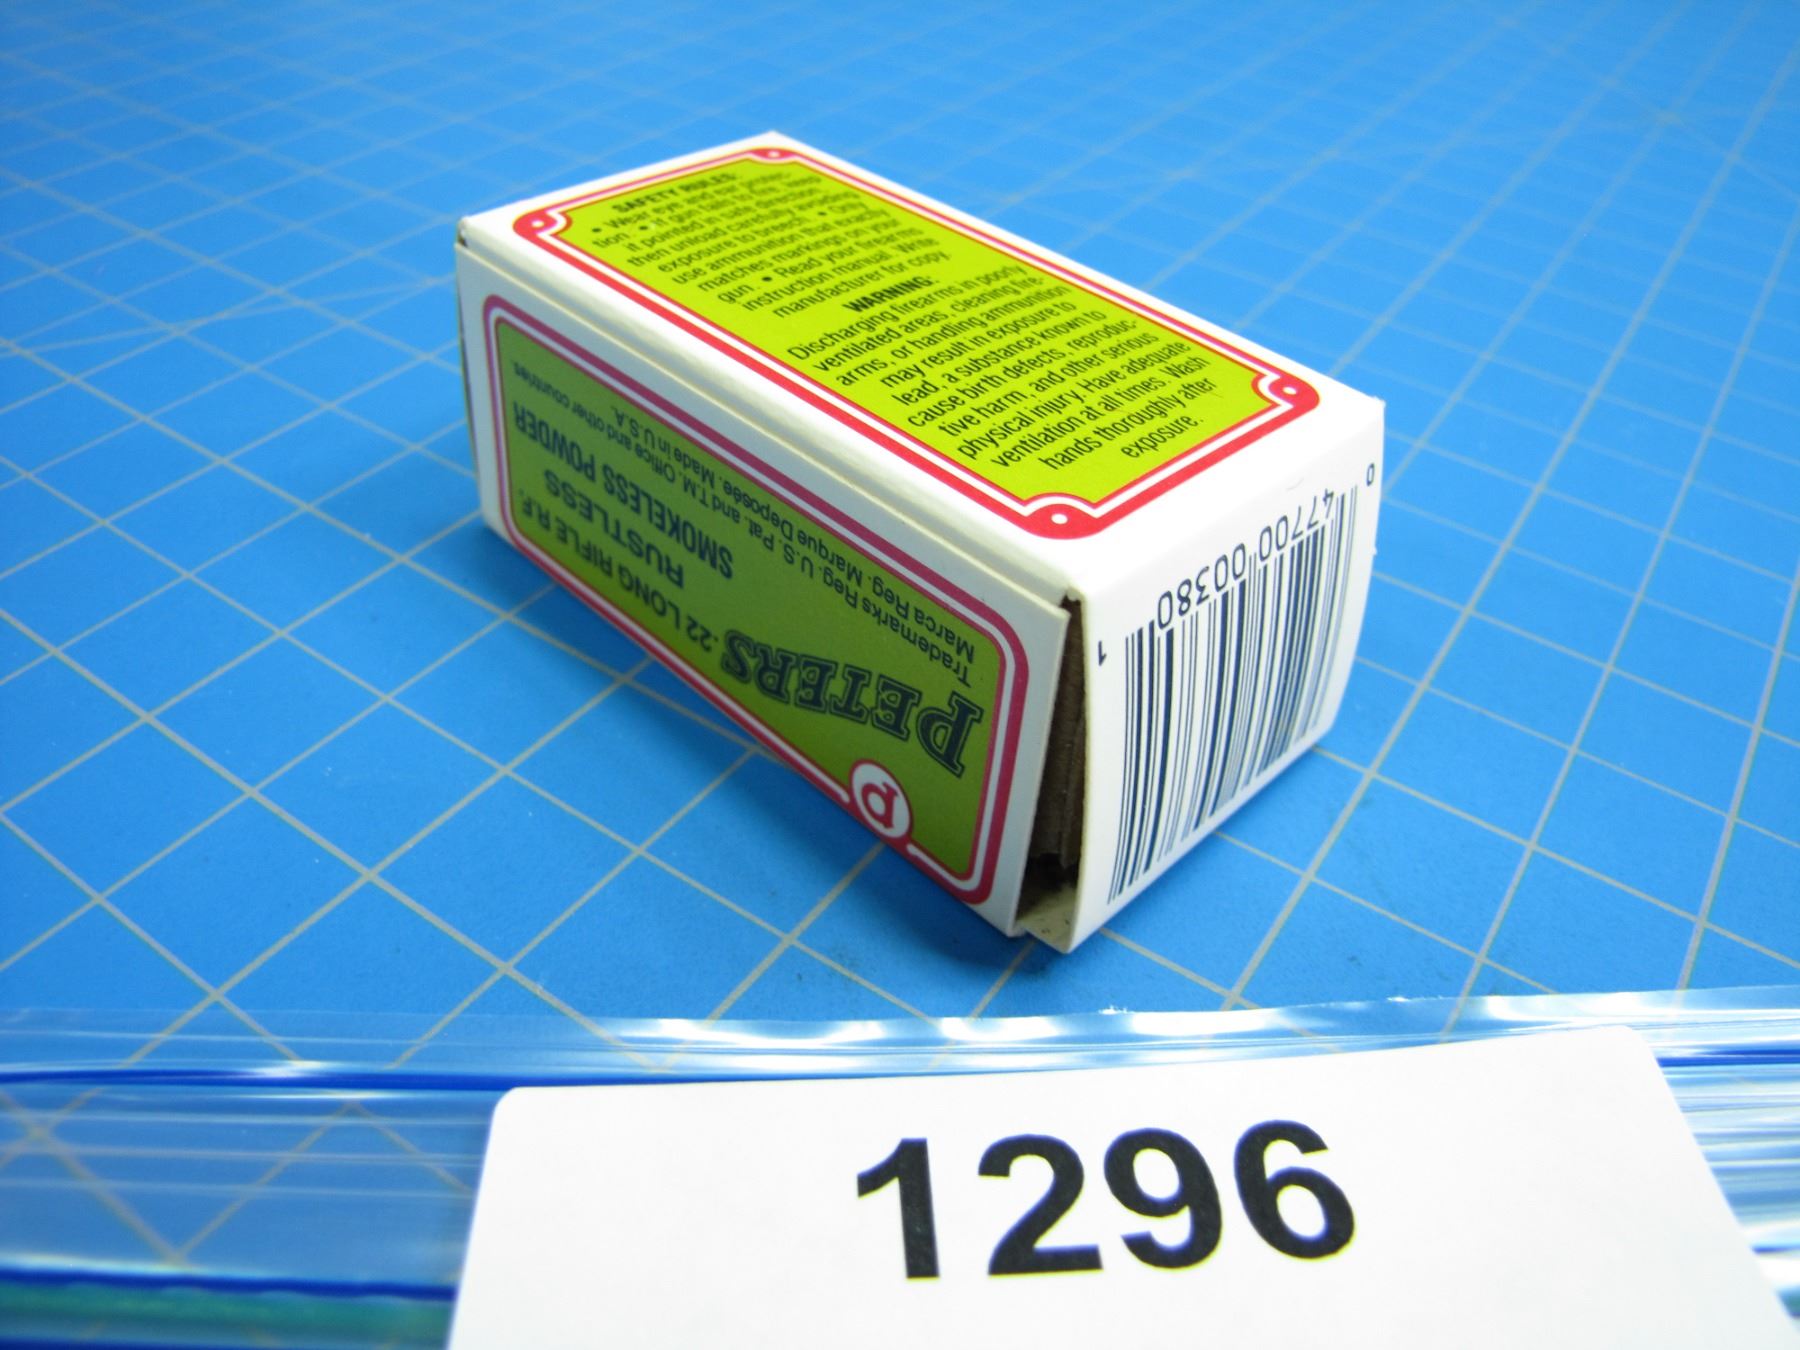 SAFETY RULES:
• Wear eye and ear protec-
tion • If gun fails to fire, keep
it pointed in safe direction
then unload carefully avoiding
exposure to breech. • Only
use ammunition that exactly
matches markings on your
gun. • Read your firearms
instruction manual. Write
manufacturer for copy.
WARNING:
Discharging firearms in poorly
ventilated areas, cleaning fire-
arms, or handling ammunition
may result in exposure to
lead, a substance known to
cause birth defects, reproduc-
tive harm, and other serious
physical injury. Have adequate
ventilation at all times. Wash
hands thoroughly after
exposure.
P
PETERS
.22 LONG RIFLE R.F.
RUSTLESS
SMOKELESS POWDER
Trademarks Reg. U.S. Pat. and T.M. Office and other countries.
Marca Reg. Marque Deposée. Made in U.S.A.
0 47700 00380 1
1296